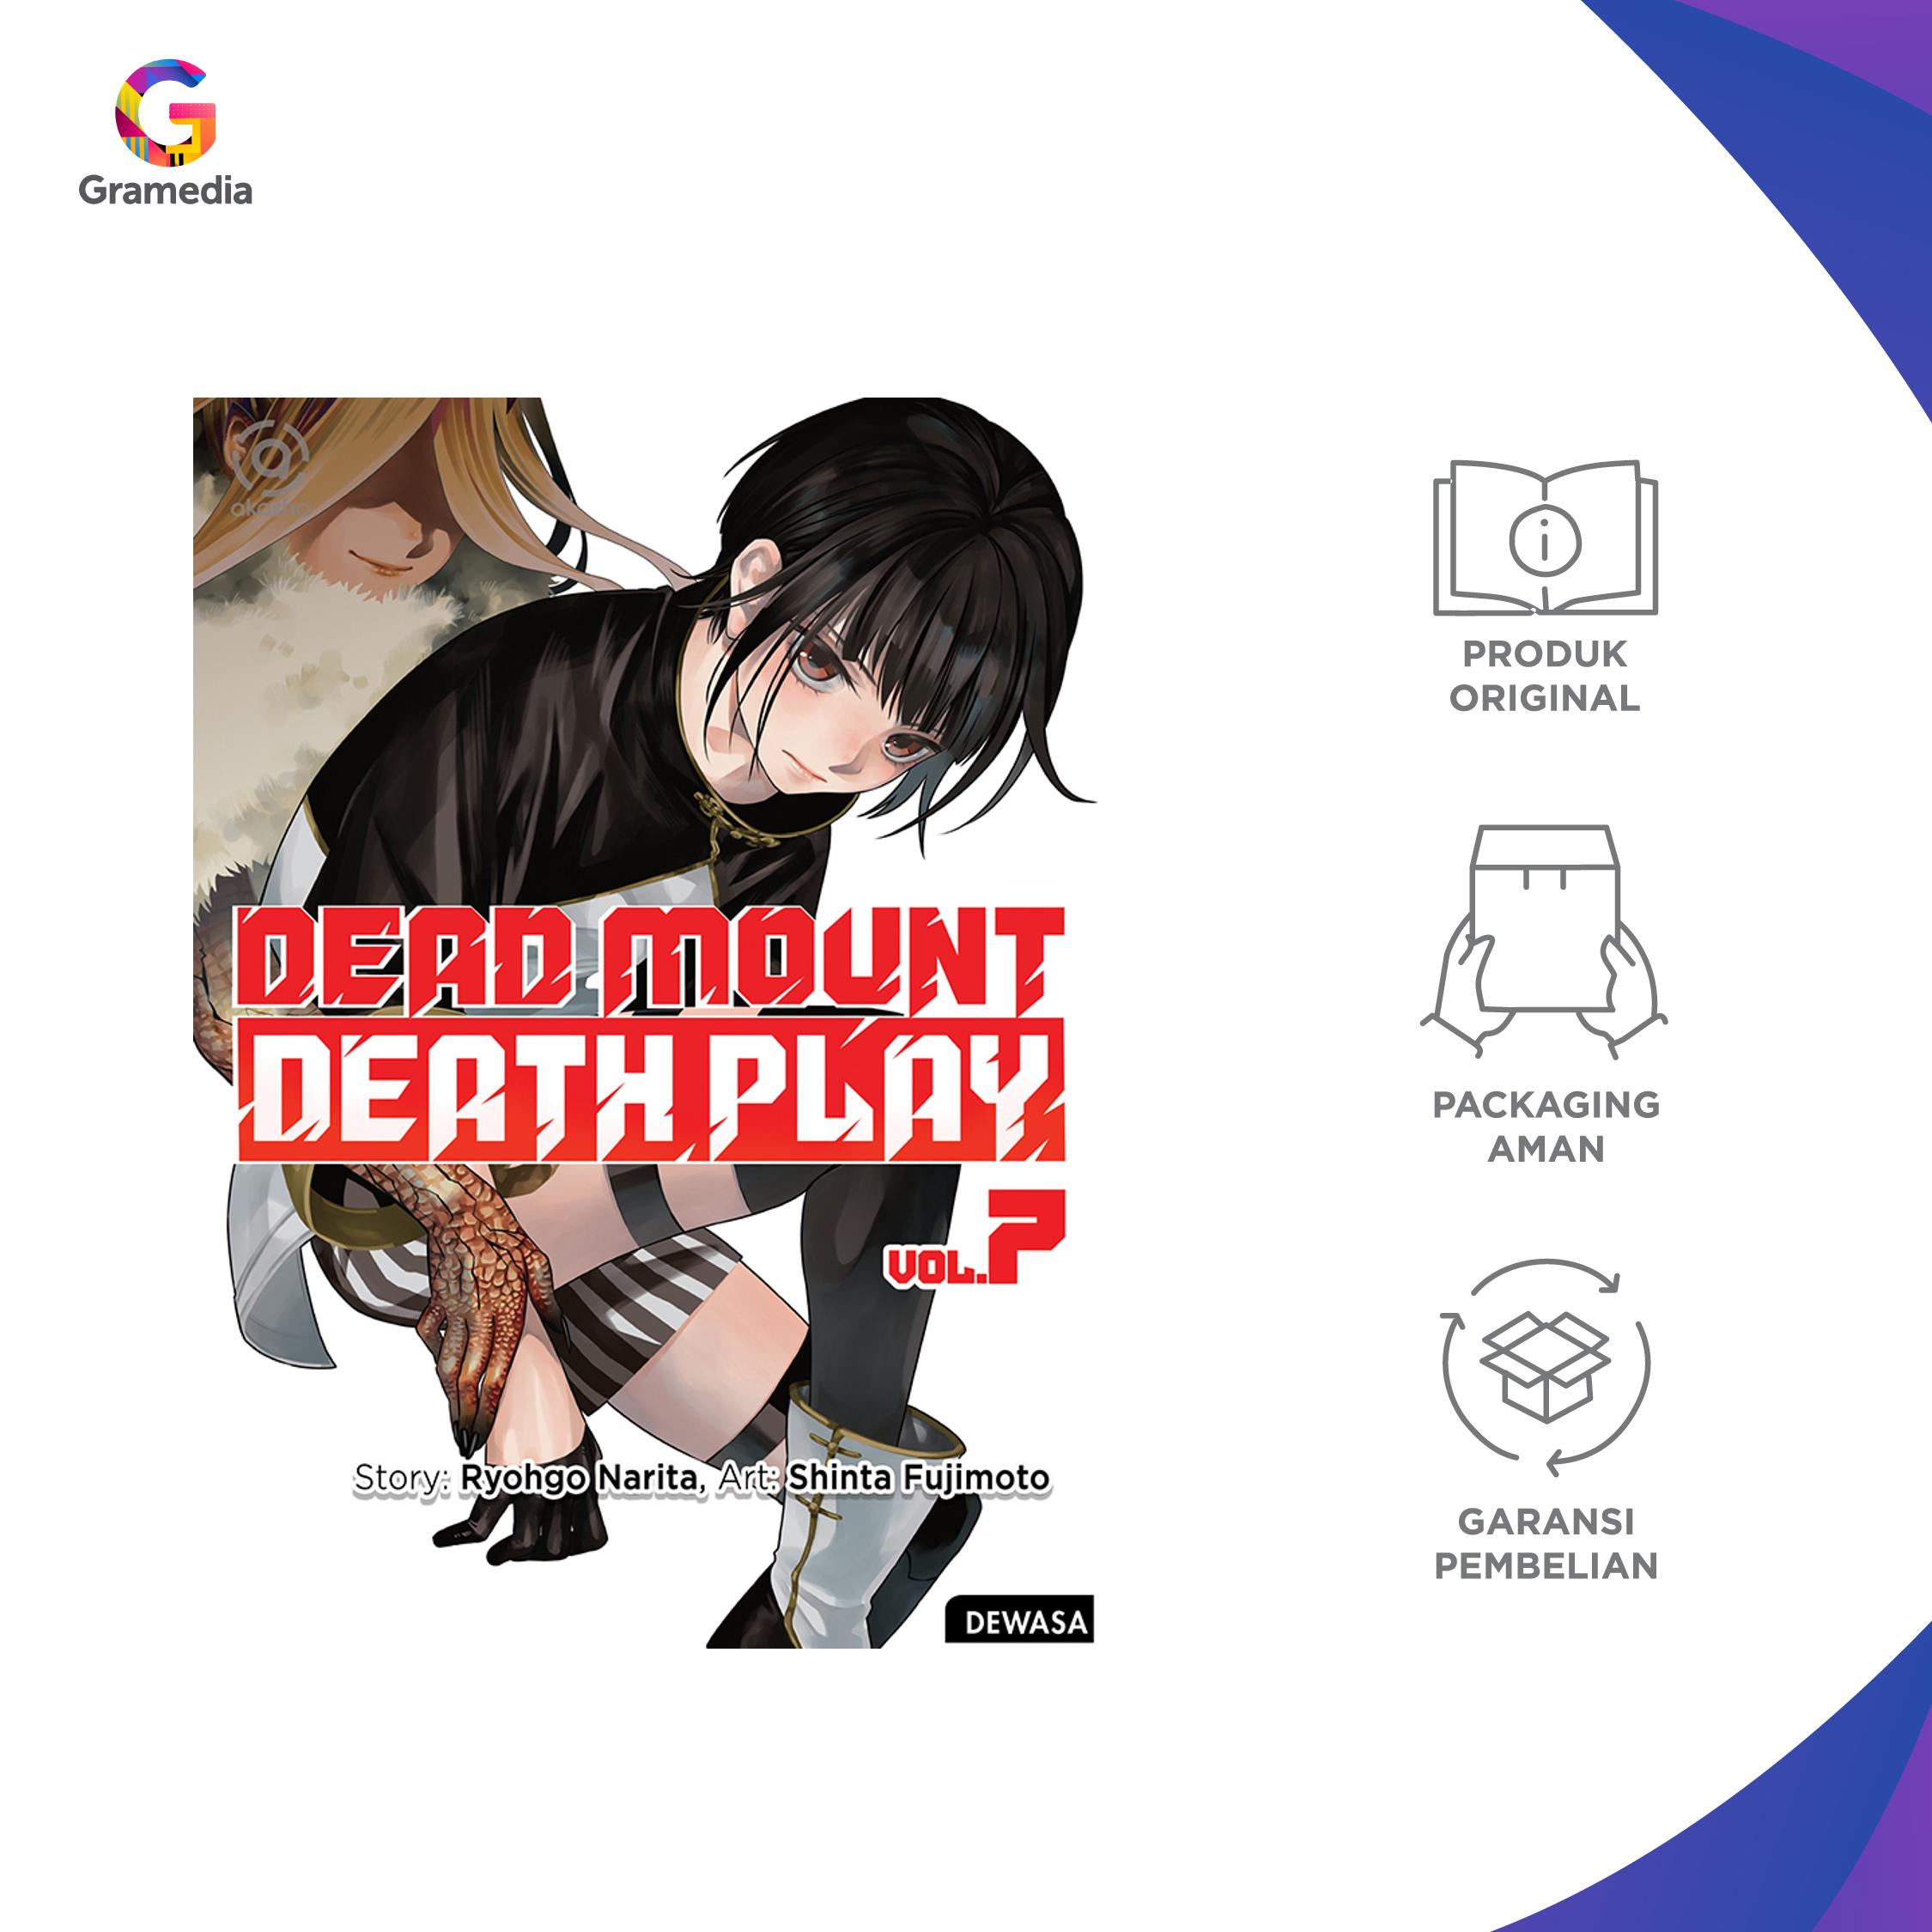 Gramedia
akasha
DEAD MOUNT
DEATH PLAY
VOL.7
Story: Ryohgo Narita, Art: Shinta Fujimoto
DEWASA
PRODUK
ORIGINAL
PACKAGING
AMAN
GARANSI
PEMBELIAN